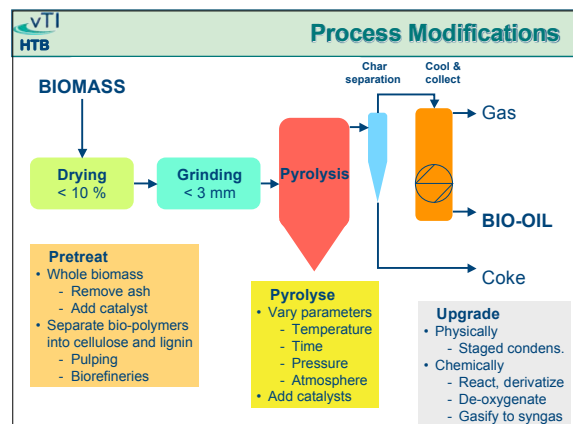 vTI
HTB
Process Modifications
Char
separation
Cool &
collect
BIOMASS
Gas
Drying
< 10 %
Grinding
< 3 mm
Pyrolysis
BIO-OIL
Coke
Pretreat
• Whole biomass
- Remove ash
- Add catalyst
• Separate bio-polymers
into cellulose and lignin
- Pulping
- Biorefineries
Pyrolyse
• Vary parameters
- Temperature
- Time
- Pressure
- Atmosphere
• Add catalysts
Upgrade
• Physically
- Staged condens.
• Chemically
- React, derivatize
- De-oxygenate
- Gasify to syngas